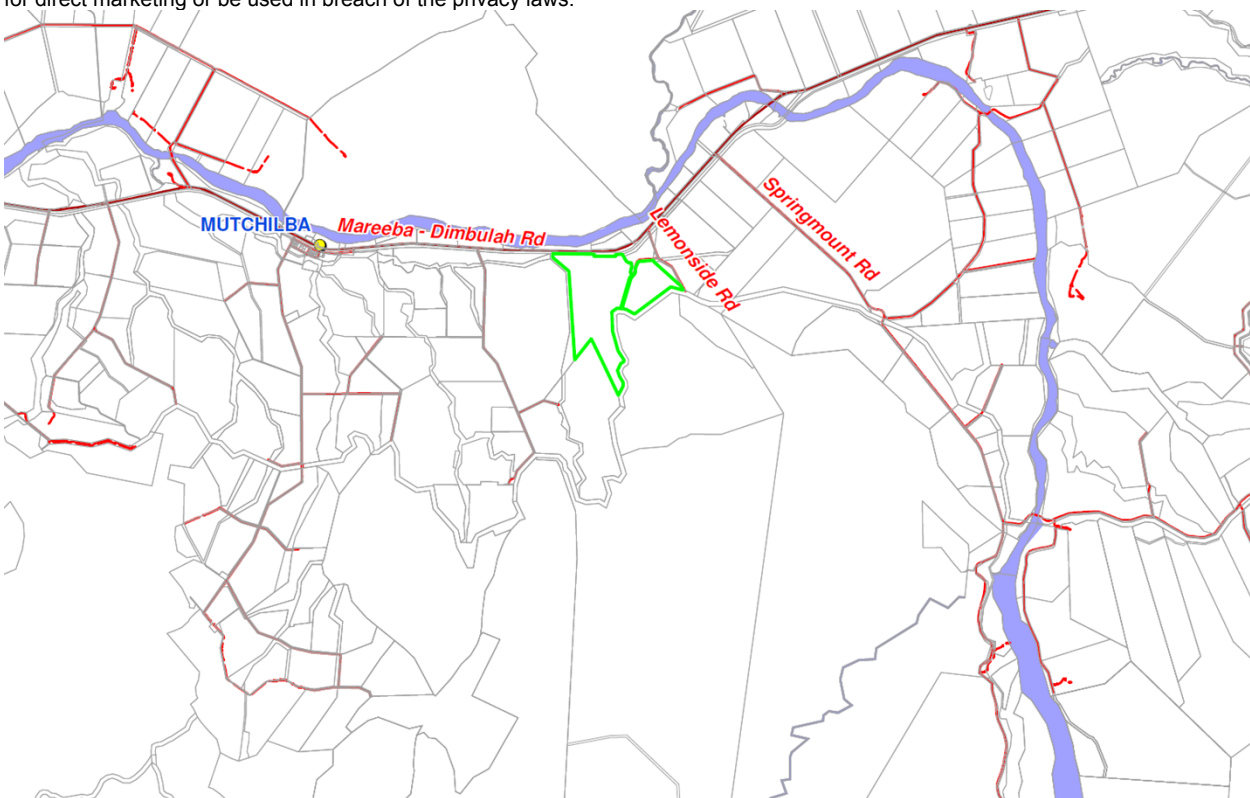 for direct marketing or be used in breach of the privacy laws.
MUTCHILBA
Mareeba - Dimbulah Rd
Lemonside Rd
Springmount Rd